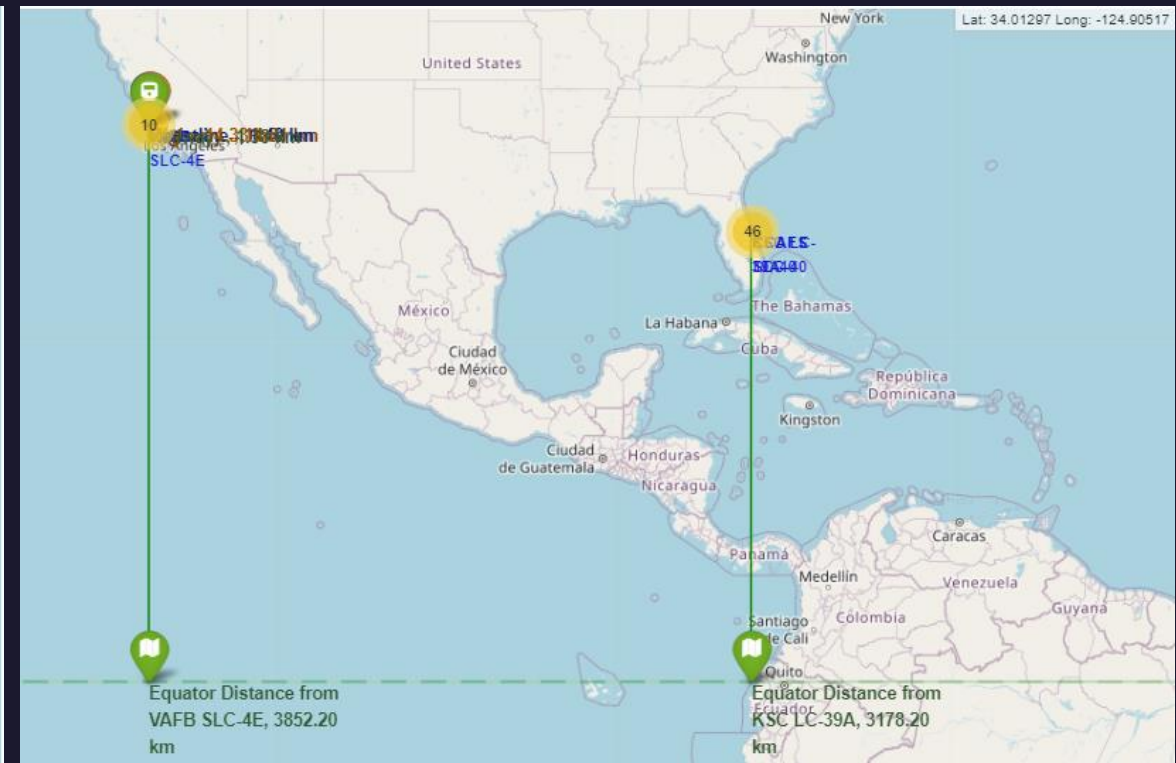 New York
Lat: 34.01297 Long: -124.90517
Washington
United States
10
Los Angeles
SLC-4E
46
The Bahamas
México
La Habana
Cuba
Ciudad
de México
República
Dominicana
Kingston
Ciudad
de Guatemala
Honduras
Nicaragua
Caracas
Panamá
Medellín
Venezuela
Guyana
Colombia
Santiago
de Cali
Quito
Ecuador
Equator Distance from
VAFB SLC-4E, 3852.20
km
Equator Distance from
KSC LC-39A, 3178.20
km